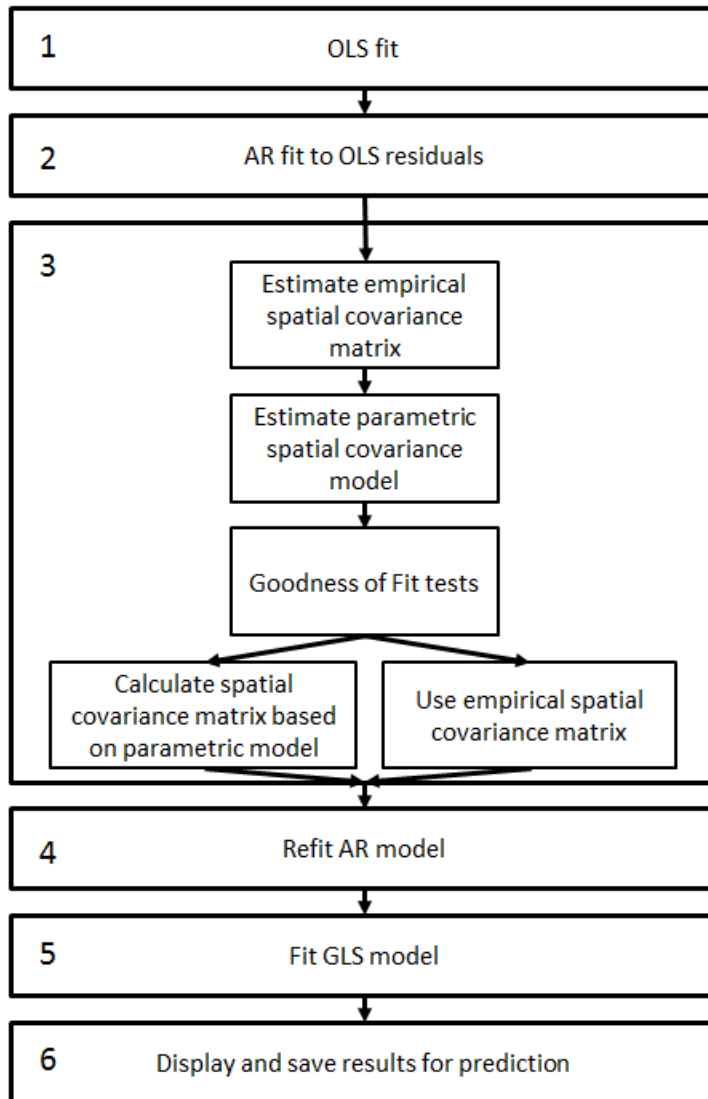 1
OLS fit
2
AR fit to OLS residuals
3
Estimate empirical
spatial covariance
matrix
Estimate parametric
spatial covariance
model
Goodness of Fit tests
Calculate spatial
covariance matrix based
on parametric model
Use empirical spatial
covariance matrix
4
Refit AR model
5
Fit GLS model
6
Display and save results for prediction